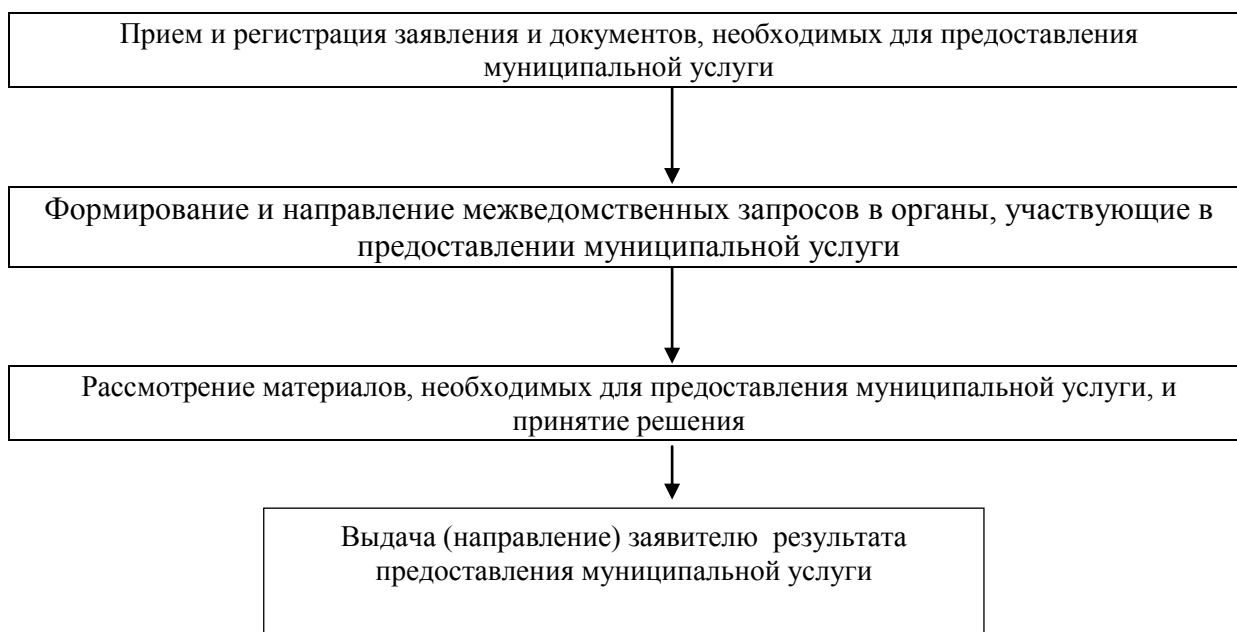 Прием и регистрация заявления и документов, необходимых для предоставления
муниципальной услуги
Формирование и направление межведомственных запросов в органы, участвующие в
предоставлении муниципальной услуги
Рассмотрение материалов, необходимых для предоставления муниципальной услуги, и
принятие решения
Выдача (направление) заявителю результата
предоставления муниципальной услуги